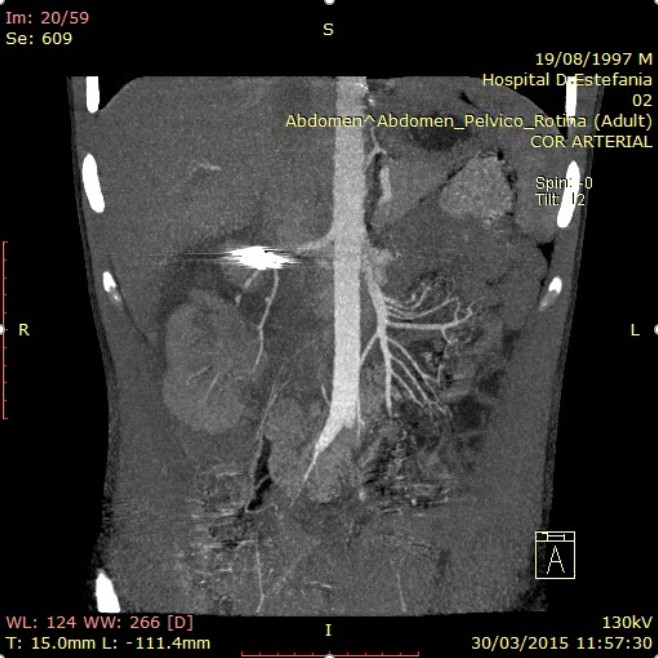 Im: 20/59
Se: 609
S
19/08/1997 M
Hospital D.Estefania
02
Abdomen^Abdomen_Pelvico_Rotina (Adult)
COR ARTERIAL
Spin: -0
Tilt: 12
R
L
A
WL: 124 WW: 266 [D]
T: 15.0mm L: -111.4mm
I
130kV
30/03/2015 11:57:30